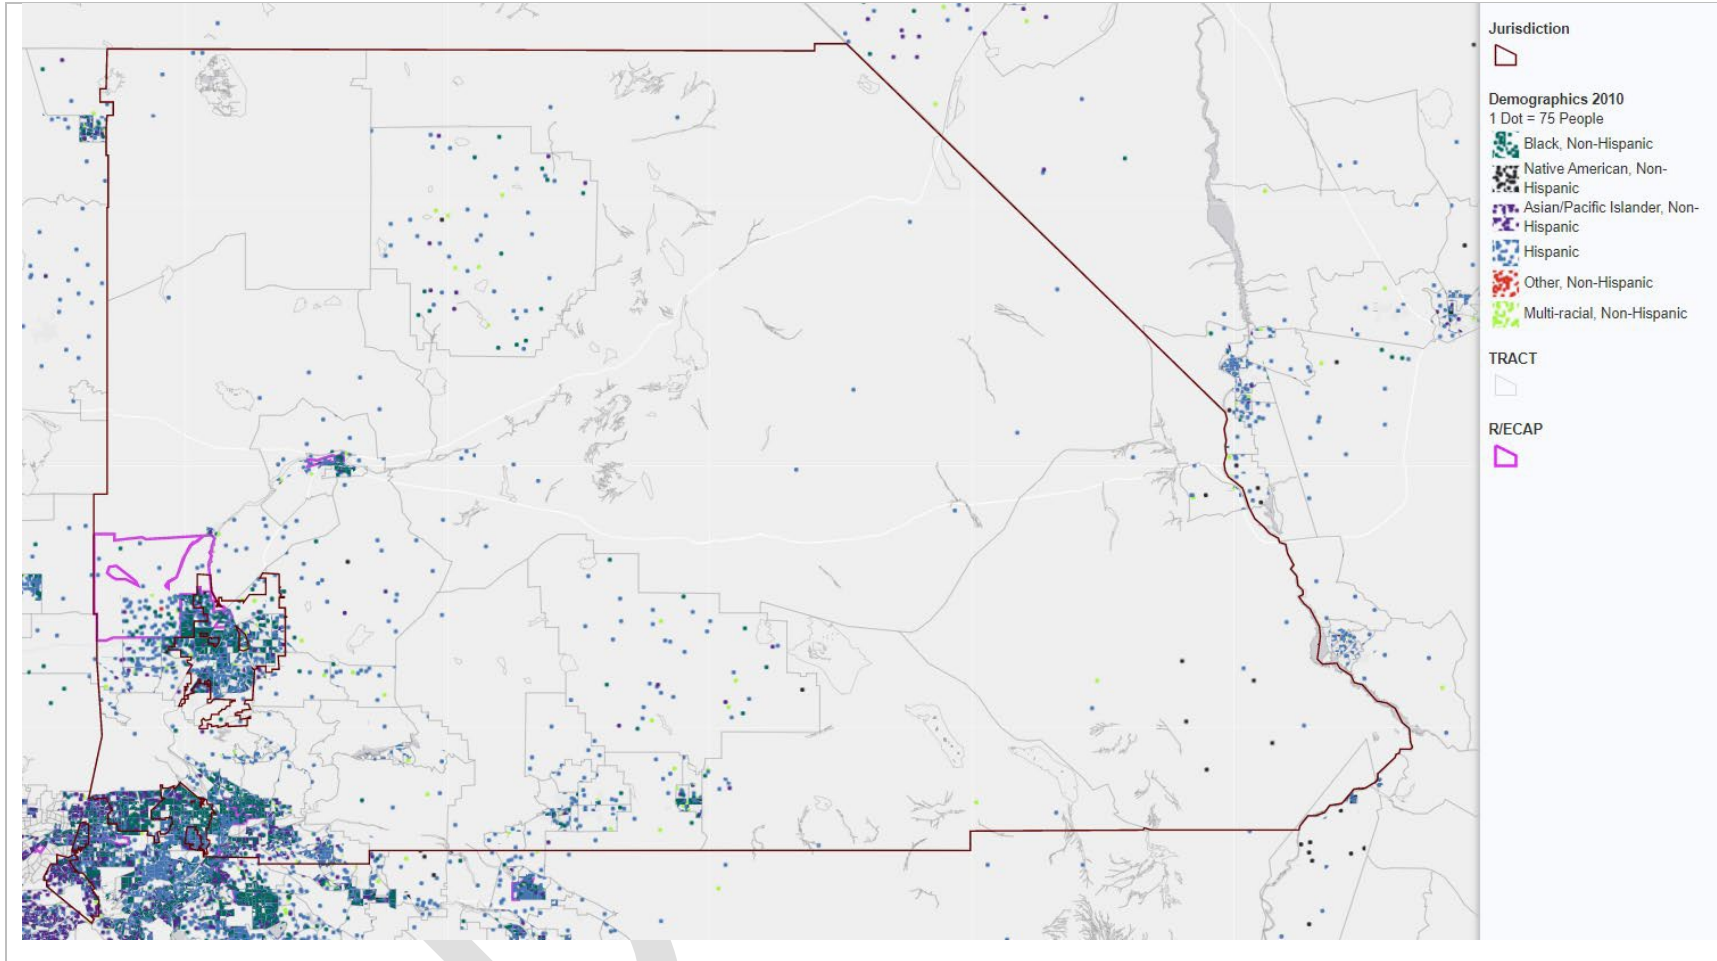 Jurisdiction
Demographics 2010
1 Dot = 75 People
Black, Non-Hispanic
Native American, Non-
Hispanic
Asian/Pacific Islander, Non-
Hispanic
Hispanic
Other, Non-Hispanic
Multi-racial, Non-Hispanic
TRACT
R/ECAP